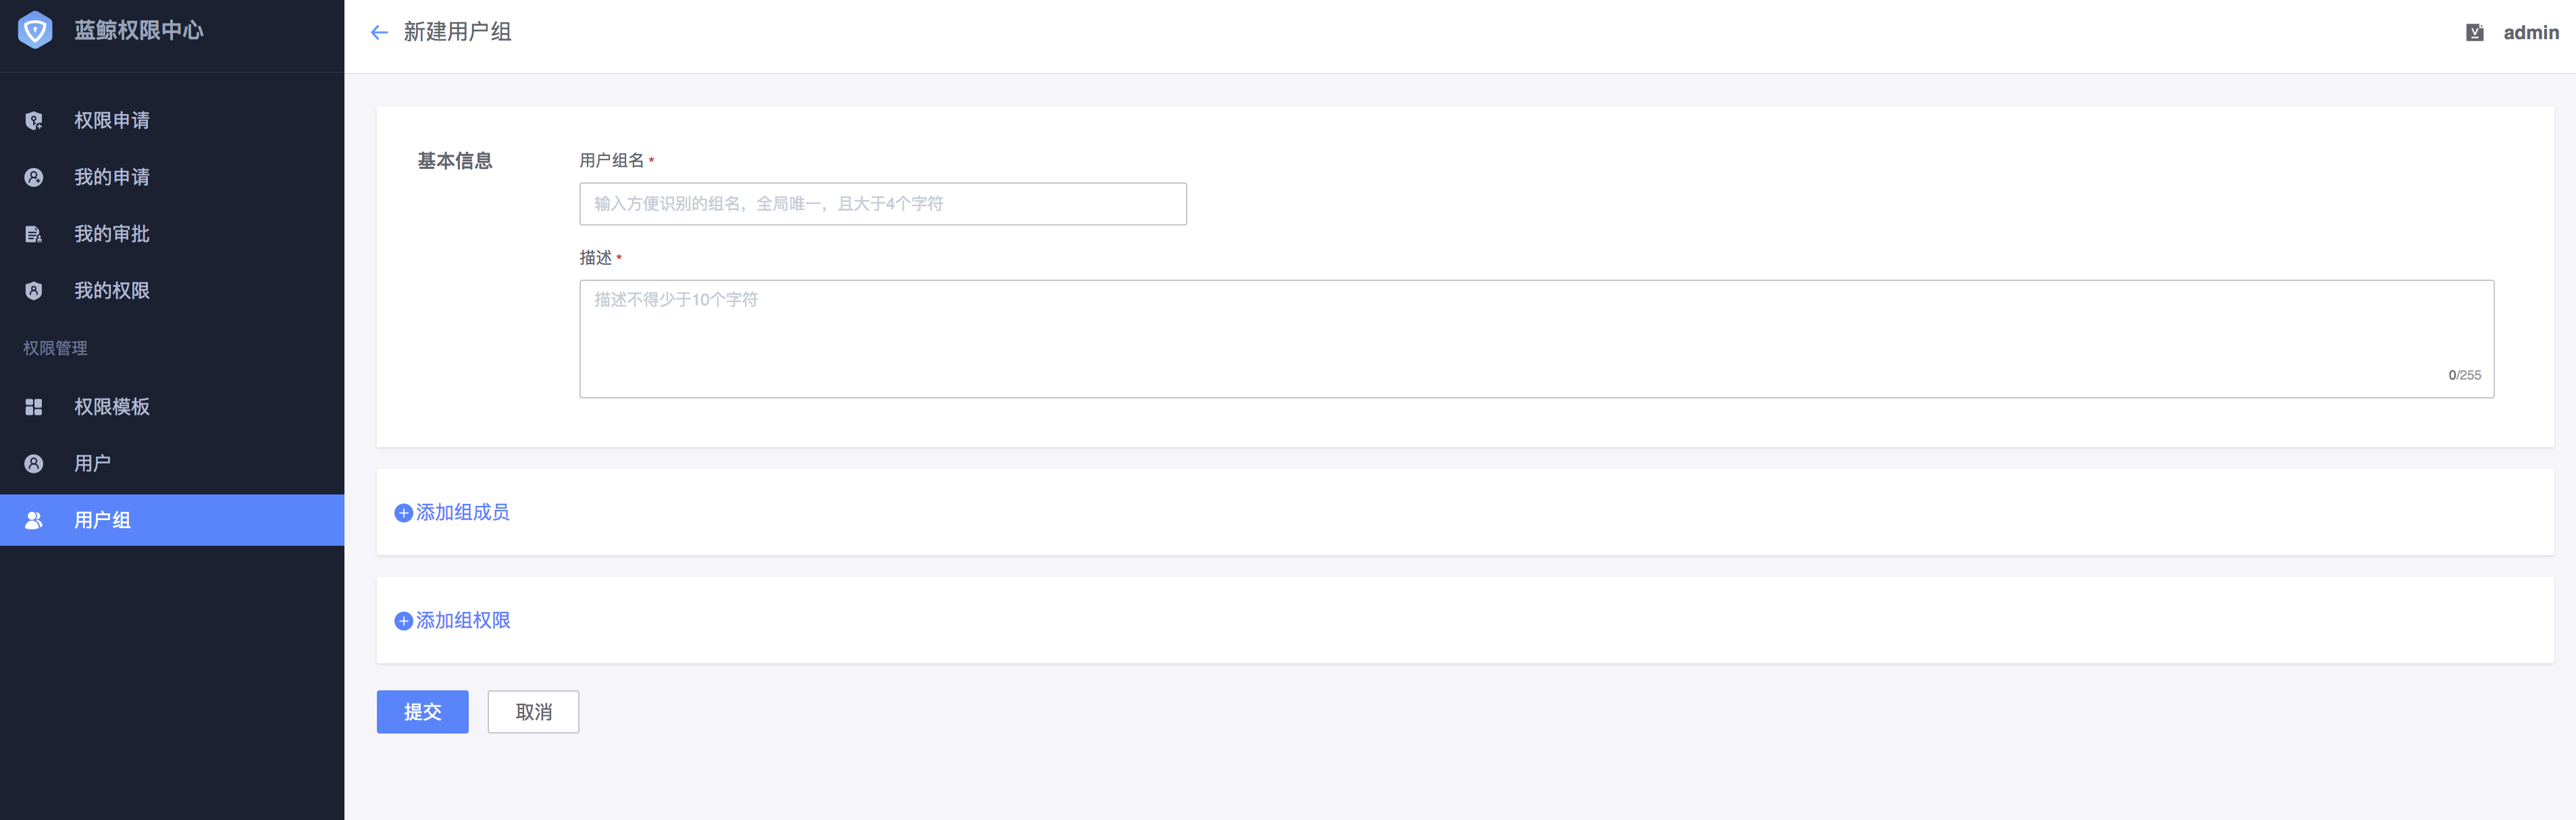 蓝鲸权限中心
权限申请
我的申请
我的审批
我的权限
权限管理
权限模板
用户
用户组
新建用户组
admin
基本信息
用户组名 *
输入方便识别的组名，全局唯一，且大于4个字符
描述 *
描述不得少于10个字符
0/255
添加组成员
添加组权限
提交
取消